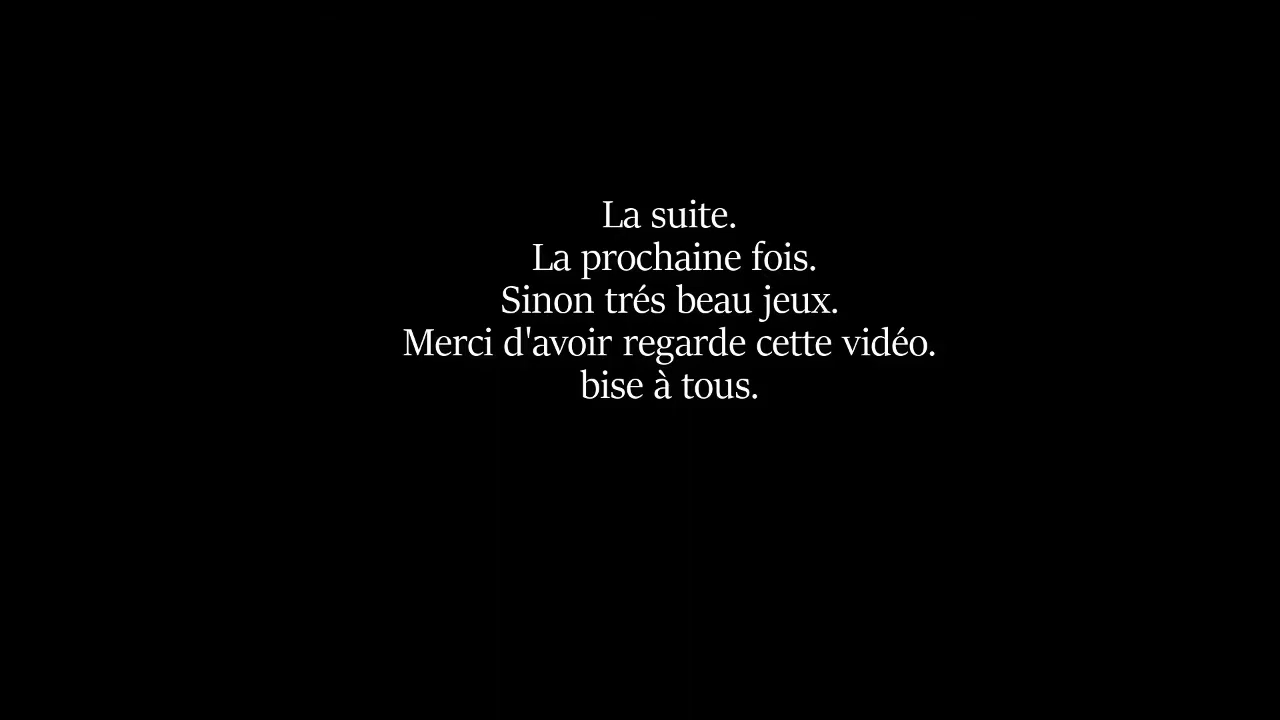 La suite.
La prochaine fois.
Sinon trés beau jeux.
Merci d'avoir regarde cette vidéo.
bise à tous.